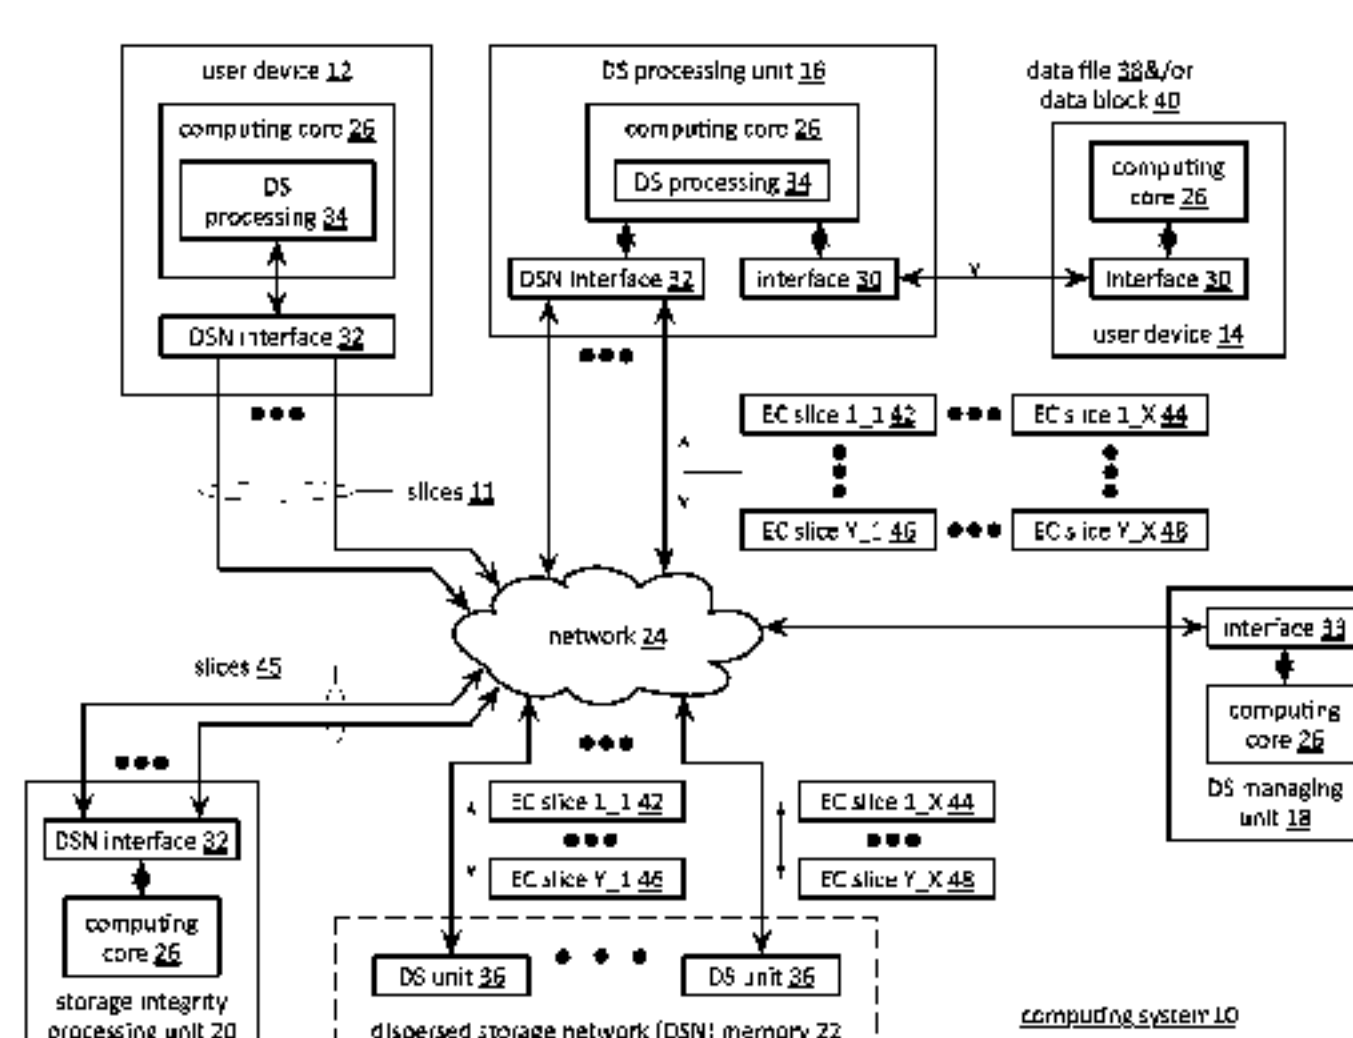 user device 12
computing core 26
DS
processing 34
DSN interface 32
DS processing unit 16
computing core 26
DS processing 34
DSN interface 32
interface 30
data file 38&/or
data block 40
computing
core 26
interface 30
user device 14
EC slice 1_1 42
EC slice 1_X 44
EC slice Y_1 46
EC slice Y_X 48
slices 11
network 24
interface 33
computing
core 26
DS managing
unit 18
slices 45
DSN interface 32
computing
core 26
storage integrity
processing unit 20
EC slice 1_1 42
EC slice Y_1 46
EC slice 1_X 44
EC slice Y_X 48
DS unit 36
DS unit 36
dispersed storage network (DSN) memory 22
computing system 10